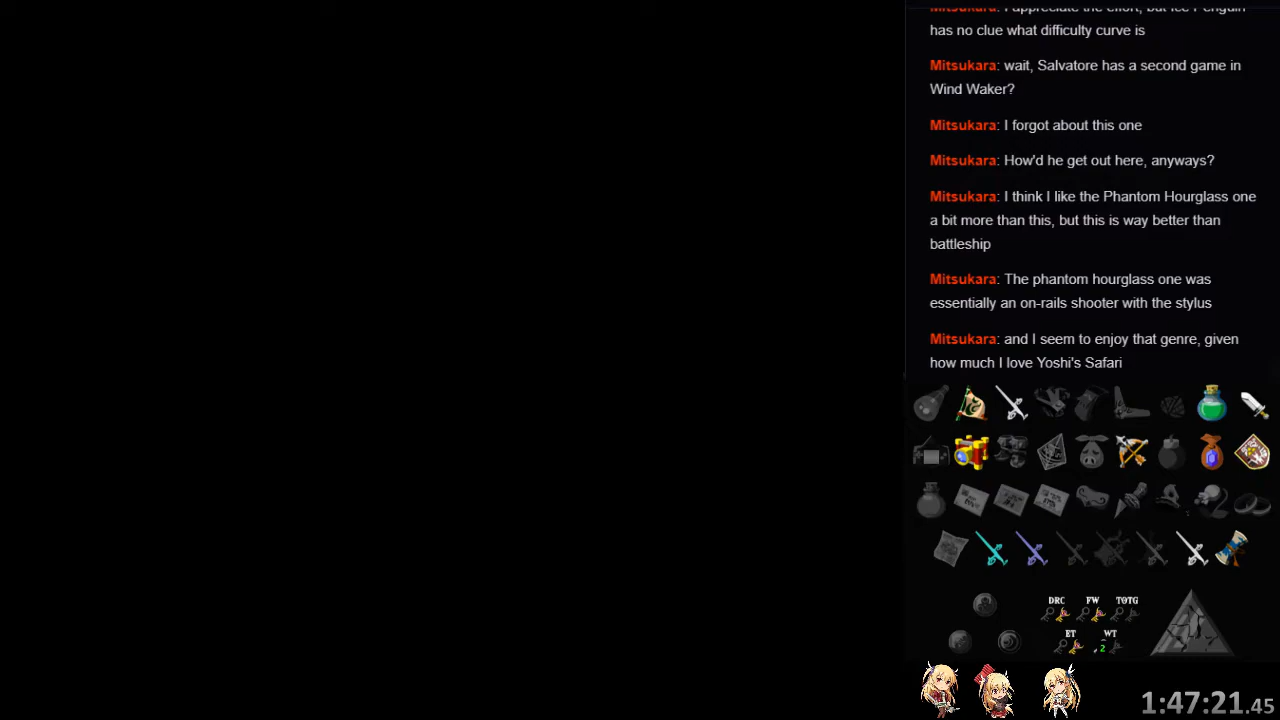 Mitsukara: I appreciate the effort, but Ice Penguin
has no clue what difficulty curve is
Mitsukara: wait, Salvatore has a second game in
Wind Waker?
Mitsukara: I forgot about this one
Mitsukara: How'd he get out here, anyways?
Mitsukara: I think I like the Phantom Hourglass one
a bit more than this, but this is way better than
battleship
Mitsukara: The phantom hourglass one was
essentially an on-rails shooter with the stylus
Mitsukara: and I seem to enjoy that genre, given
how much I love Yoshi's Safari
DRC FW TOTG
ET WT
2
1:47:21.45